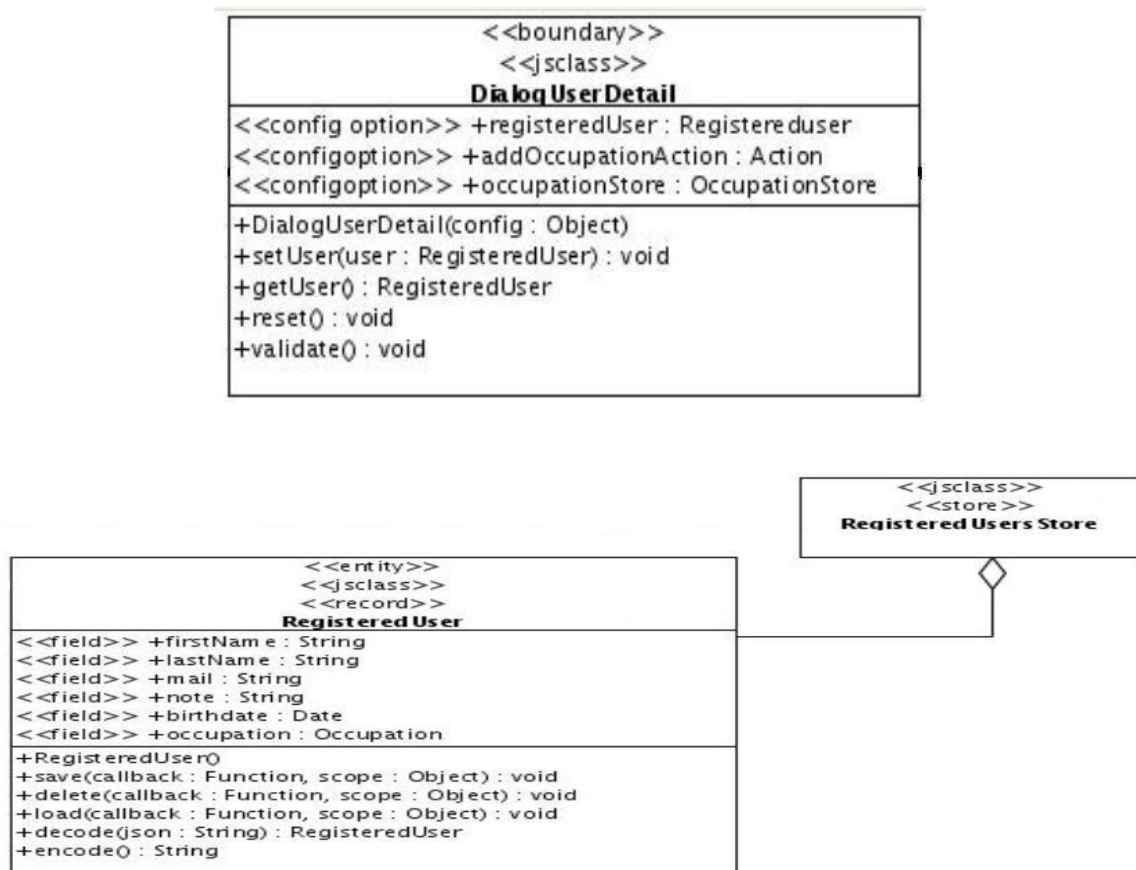 <<boundary>>
<<jsclass>>
DialogUserDetail
<<config option>> +registeredUser : Registereduser
<<configoption>> +addOccupationAction : Action
<<configoption>> +occupationStore : OccupationStore
+DialogUserDetail(config : Object)
+setUser(user : RegisteredUser) : void
+getUser() : RegisteredUser
+reset() : void
+validate() : void
<<jsclass>>
<<store>>
Registered Users Store
<<entity>>
<<jsclass>>
<<record>>
Registered User
<<field>> +firstName : String
<<field>> +lastName : String
<<field>> +mail : String
<<field>> +note : String
<<field>> +birthdate : Date
<<field>> +occupation : Occupation
+RegisteredUser()
+save(callback : Function, scope : Object) : void
+delete(callback : Function, scope : Object) : void
+load(callback : Function, scope : Object) : void
+decode(json : String) : RegisteredUser
+encode() : String